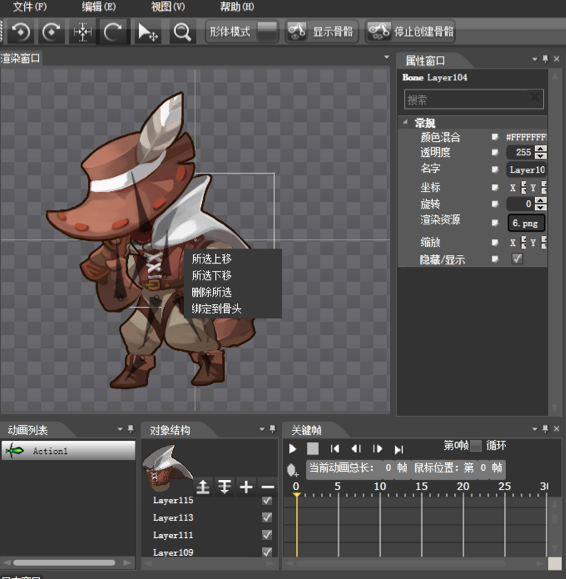 文件(F) 编辑(E) 视图(V) 帮助(H)
形体模式 显示骨骼 停止创建骨骼
渲染窗口
属性窗口
Bone Layer104
搜索
常规
颜色混合 #FFFFFFF
透明度 255
名字 Layer10
坐标 X Y
旋转 0
渲染资源 6.png
缩放 X Y
隐藏/显示
所选上移
所选下移
删除所选
绑定到骨头
动画列表
Action1
对象结构
Layer115
Layer113
Layer111
Layer109
关键帧
第0帧 循环
当前动画总长: 0 帧 鼠标位置: 第 0 帧
0 5 10 15 20 25 30